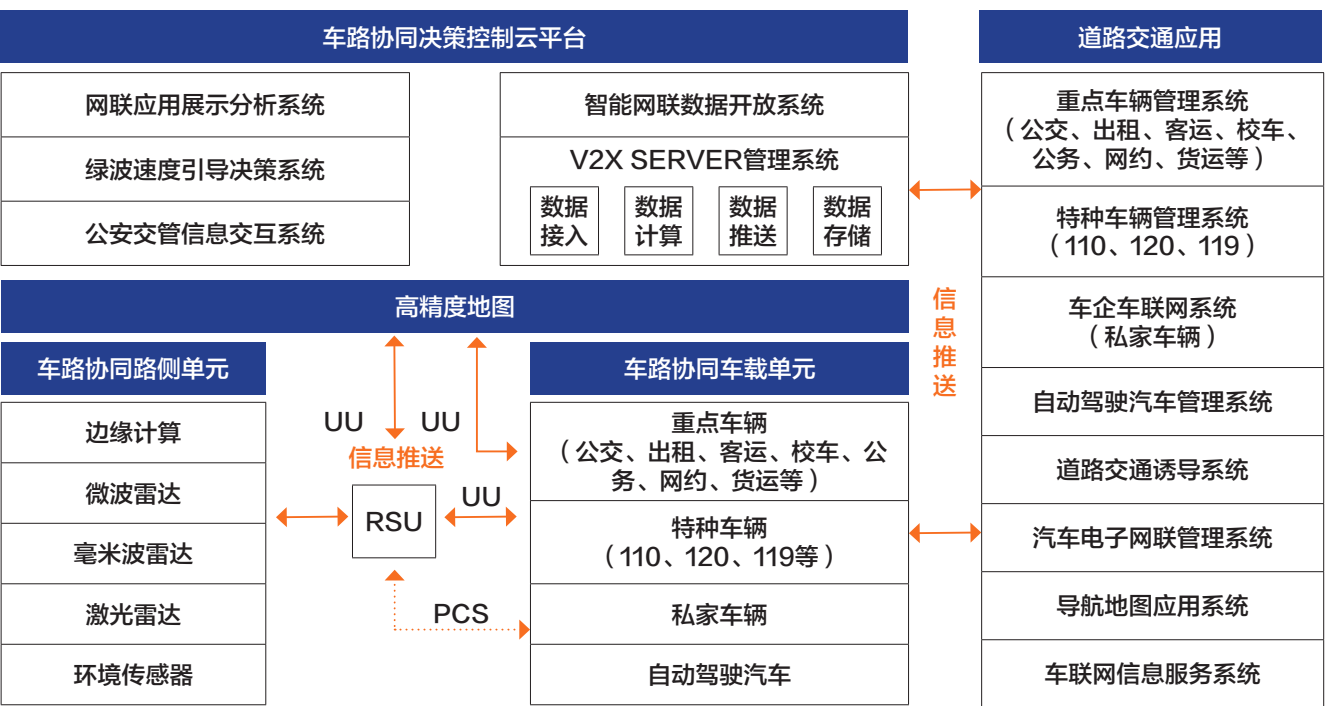 车路协同决策控制云平台
网联应用展示分析系统
绿波速度引导决策系统
公安交管信息交互系统
智能网联数据开放系统
V2X SERVER管理系统
数据
接入
数据
计算
数据
推送
数据
存储
高精度地图
车路协同路侧单元
边缘计算
微波雷达
毫米波雷达
激光雷达
环境传感器
UU
UU
信息推送
RSU
UU
PCS
车路协同车载单元
重点车辆
（公交、出租、客运、校车、公
务、网约、货运等）
特种车辆
（110、120、119等）
私家车辆
自动驾驶汽车
信
息
推
送
道路交通应用
重点车辆管理系统
（公交、出租、客运、校车、
公务、网约、货运等）
特种车辆管理系统
（110、120、119）
车企车联网系统
（私家车辆）
自动驾驶汽车管理系统
道路交通诱导系统
汽车电子网联管理系统
导航地图应用系统
车联网信息服务系统